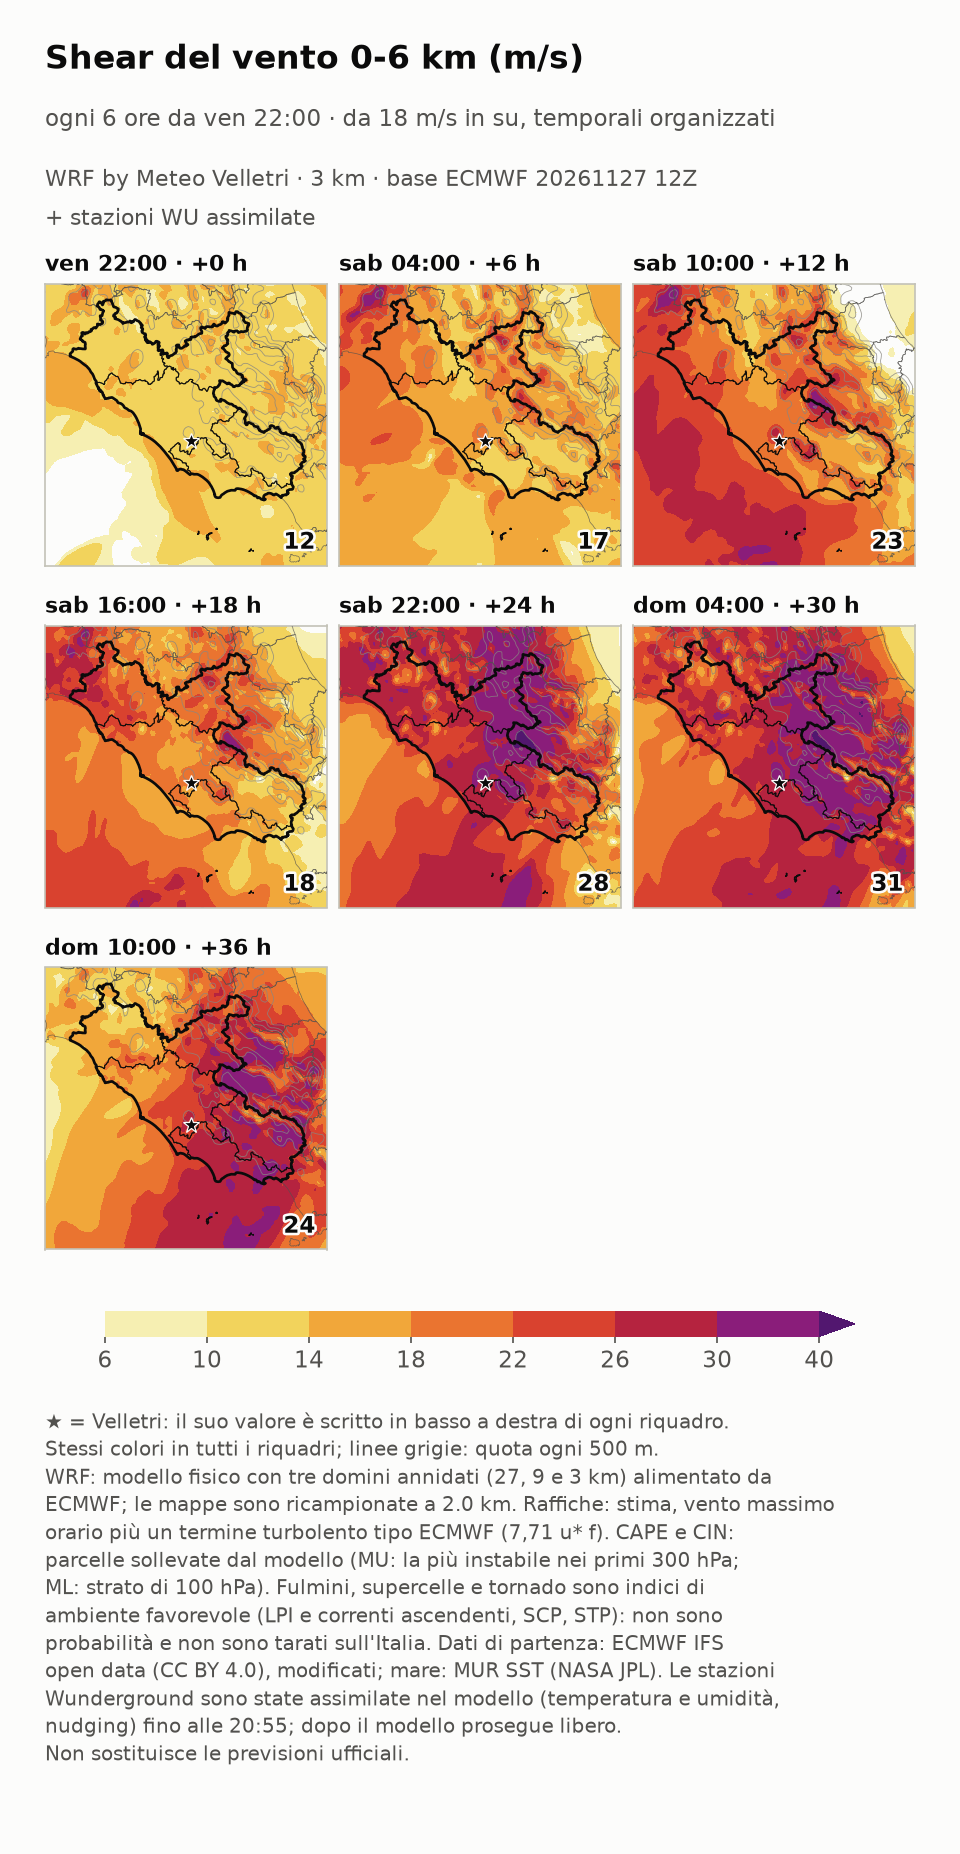 Shear del vento 0-6 km (m/s)
ogni 6 ore da ven 22:00 · da 18 m/s in su, temporali organizzati
WRF by Meteo Velletri · 3 km · base ECMWF 20261127 12Z
+ stazioni WU assimilate
ven 22:00 · +0 h
sab 04:00 · +6 h
sab 10:00 · +12 h
12
17
23
sab 16:00 · +18 h
sab 22:00 · +24 h
dom 04:00 · +30 h
18
28
31
dom 10:00 · +36 h
24
6 10 14 18 22 26 30 40
★ = Velletri: il suo valore è scritto in basso a destra di ogni riquadro.
Stessi colori in tutti i riquadri; linee grigie: quota ogni 500 m.
WRF: modello fisico con tre domini annidati (27, 9 e 3 km) alimentato da
ECMWF; le mappe sono ricampionate a 2.0 km. Raffiche: stima, vento massimo
orario più un termine turbolento tipo ECMWF (7,71 u* f). CAPE e CIN:
parcelle sollevate dal modello (MU: la più instabile nei primi 300 hPa;
ML: strato di 100 hPa). Fulmini, supercelle e tornado sono indici di
ambiente favorevole (LPI e correnti ascendenti, SCP, STP): non sono
probabilità e non sono tarati sull'Italia. Dati di partenza: ECMWF IFS
open data (CC BY 4.0), modificati; mare: MUR SST (NASA JPL). Le stazioni
Wunderground sono state assimilate nel modello (temperatura e umidità,
nudging) fino alle 20:55; dopo il modello prosegue libero.
Non sostituisce le previsioni ufficiali.